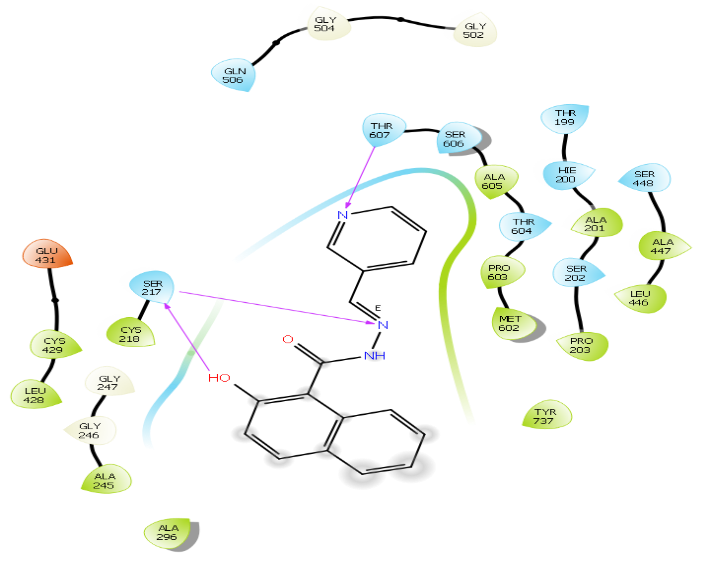 GLY
504
GLY
502
GLN
506
THR
607
SER
606
THR
199
ALA
605
HIE
200
SER
448
THR
604
ALA
201
ALA
447
PRO
603
SER
202
LEU
446
MET
602
PRO
203
GLU
431
SER
217
CYS
218
CYS
429
LEU
428
GLY
247
GLY
246
ALA
245
ALA
296
TYR
737
N
E
N
O
NH
HO